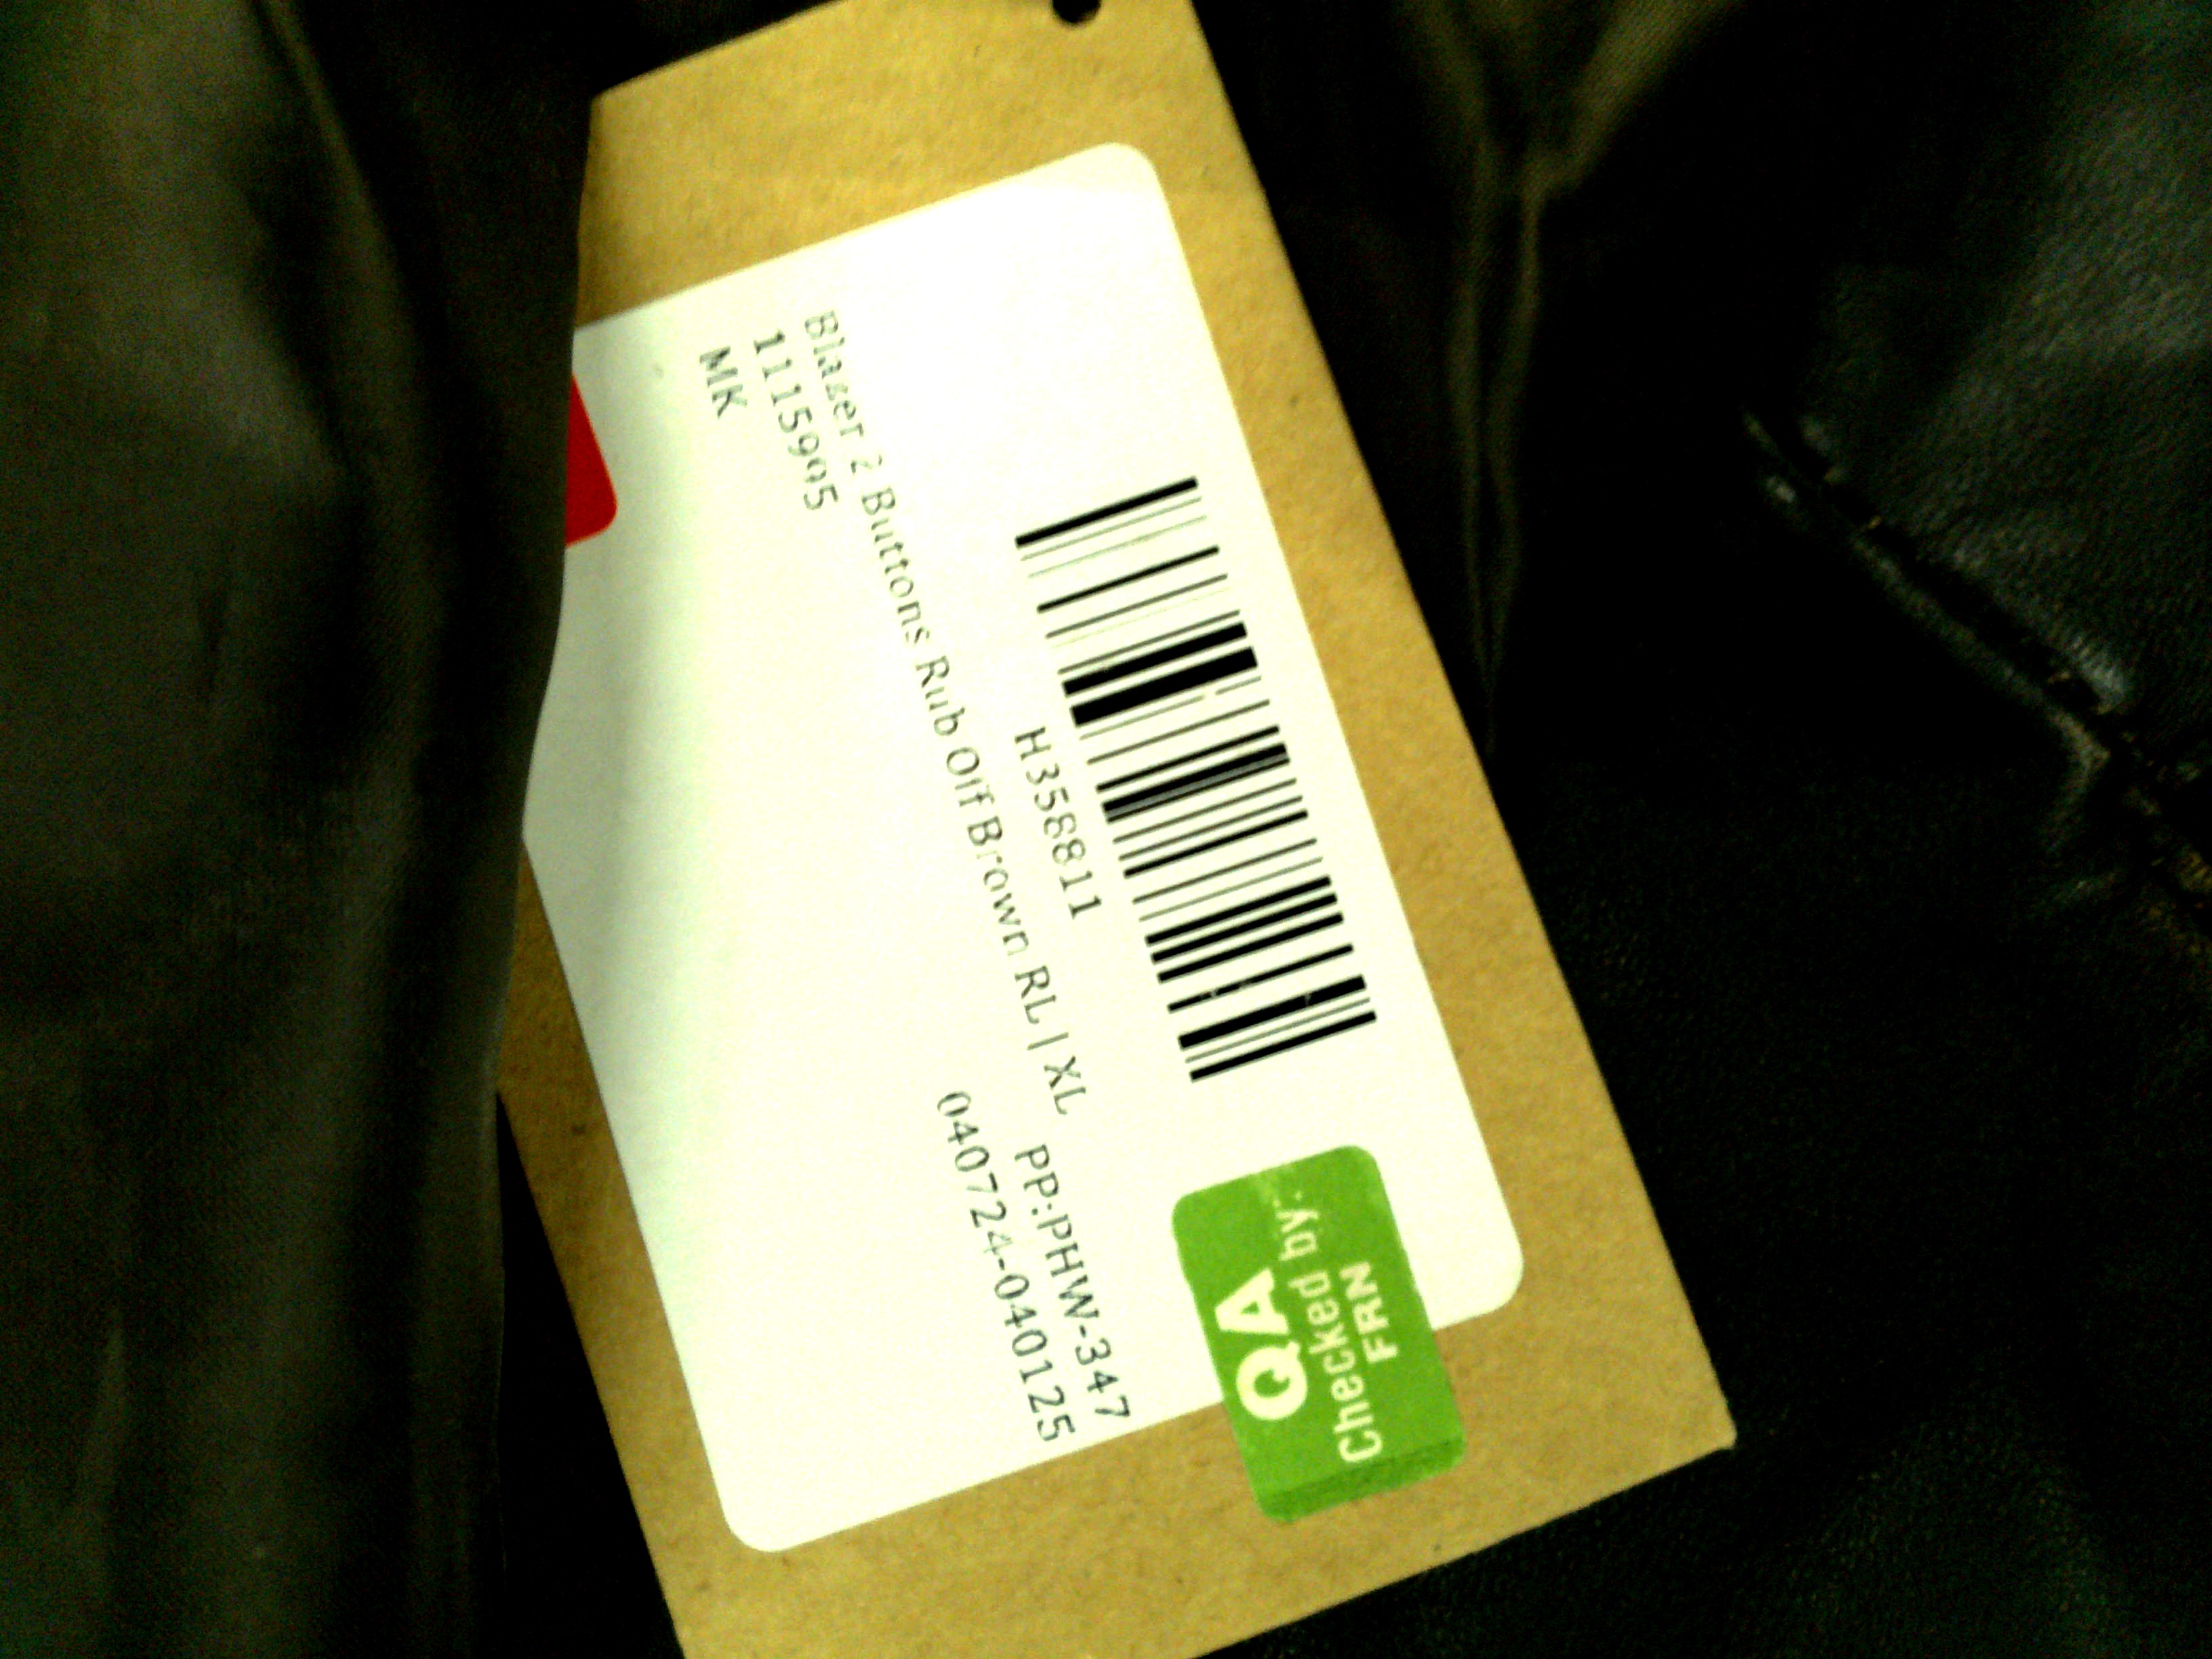 H358811
Blazer 2 Buttons Rub Off Brown RL | XL PP:PHW-347
1115905 040724-040125
MK
QA
Checked by:
FRN